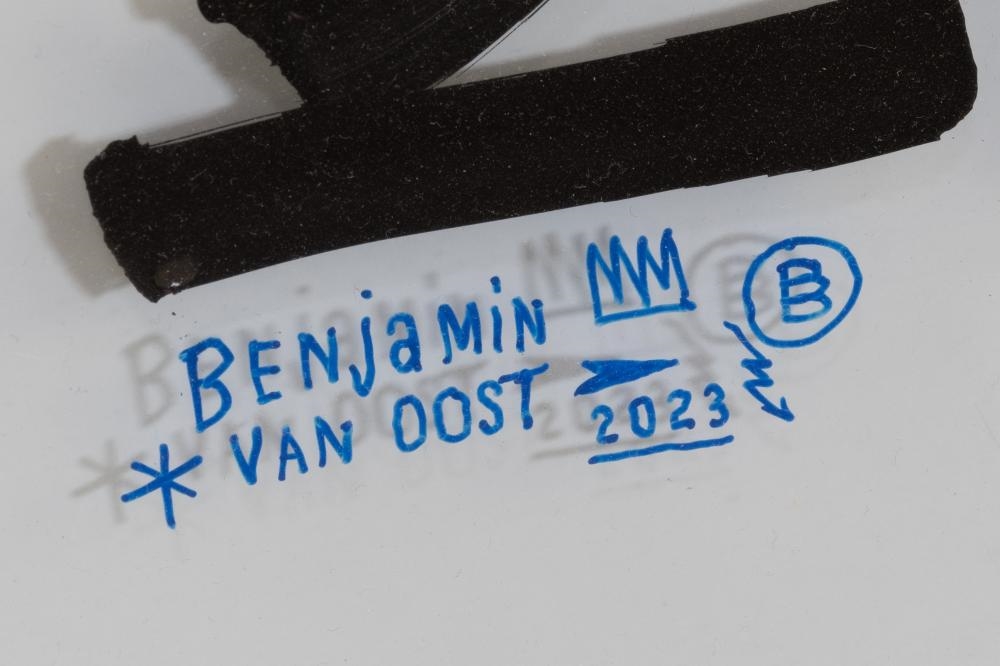 BENjaMiN B
VAN OOST 2023